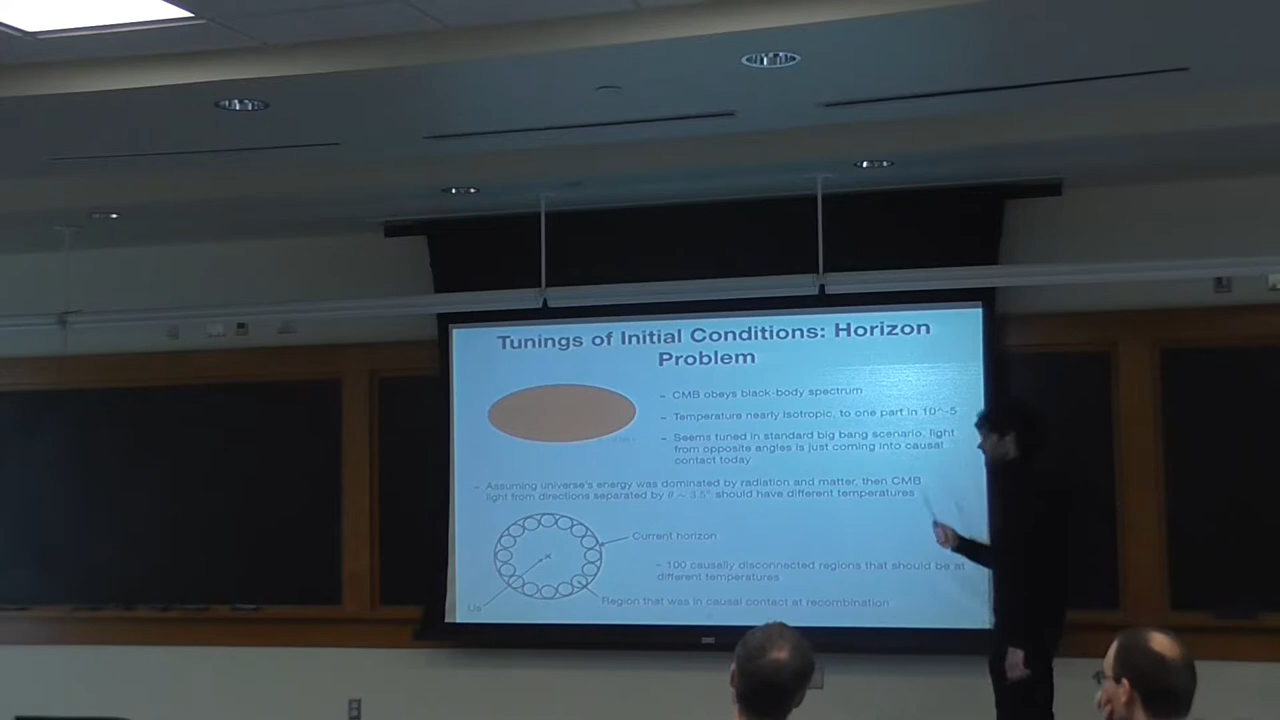 Tunings of Initial Conditions: Horizon
Problem
– CMB obeys black-body spectrum
– Temperature nearly isotropic, to one part in 10^-5
– Seems tuned in standard big bang scenario, light
from opposite angles is just coming into causal
contact today
– Assuming universe's energy was dominated by radiation and matter, then CMB
light from directions separated by θ ∼ 3.5° should have different temperatures
Current horizon
– 100 causally disconnected regions that should be at
different temperatures
Us
Region that was in causal contact at recombination